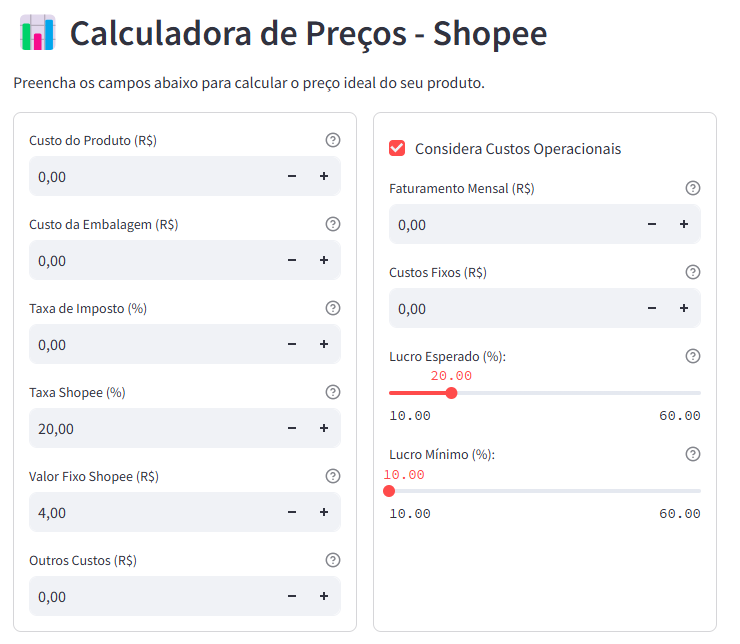 Calculadora de Preços - Shopee
Preencha os campos abaixo para calcular o preço ideal do seu produto.
Custo do Produto (R$)
0,00
Custo da Embalagem (R$)
0,00
Taxa de Imposto (%)
0,00
Taxa Shopee (%)
20,00
Valor Fixo Shopee (R$)
4,00
Outros Custos (R$)
0,00
Considera Custos Operacionais
Faturamento Mensal (R$)
0,00
Custos Fixos (R$)
0,00
Lucro Esperado (%):
20.00
10.00 60.00
Lucro Mínimo (%):
10.00
10.00 60.00